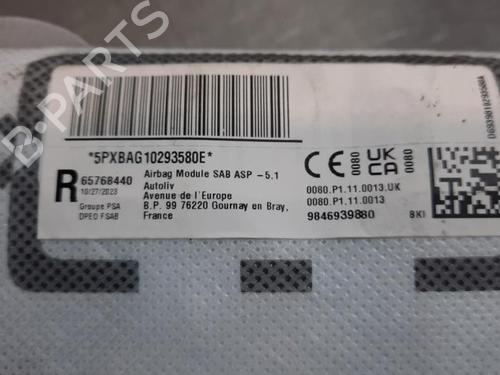 B-PARTS
*5PXBAG10293580E*
R 65768440
10/27/2023
Groupe PSA
DPEO F SAB
Airbag Module SAB ASP -5.1
Autoliv
Avenue de l'Europe
B.P. 99 76220 Gournay en Bray,
France
CE 0080 UK CA 0080
0080.P1.11.0013.UK
0080.P1.11.0013
9846939880 BKI